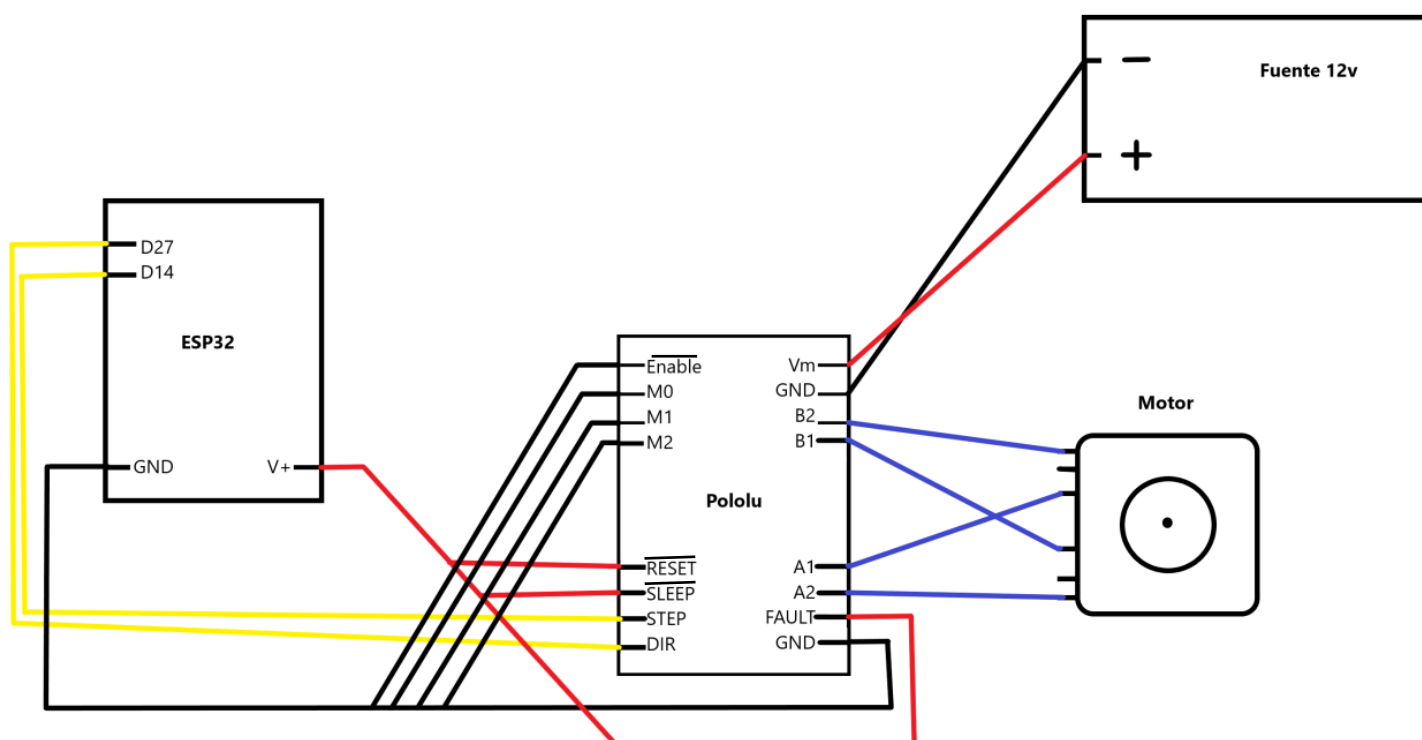 Fuente 12v
−
+
D27
D14
ESP32
GND
V+
Enable
M0
M1
M2
RESET
SLEEP
STEP
DIR
Pololu
Vm
GND
B2
B1
A1
A2
FAULT
GND
Motor